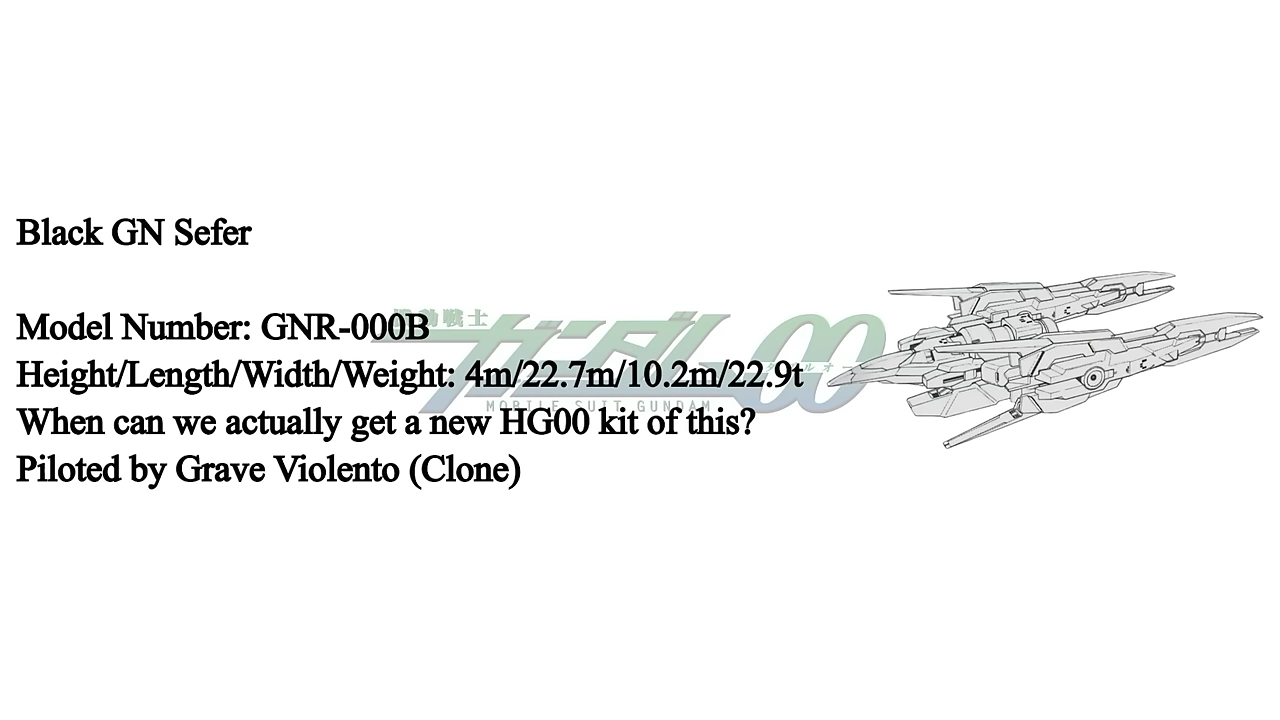 Black GN Sefer
Model Number: GNR-000B
Height/Length/Width/Weight: 4m/22.7m/10.2m/22.9t
When can we actually get a new HG00 kit of this?
Piloted by Grave Violento (Clone)
機動戦士
ガンダム00
MOBILE SUIT GUNDAM